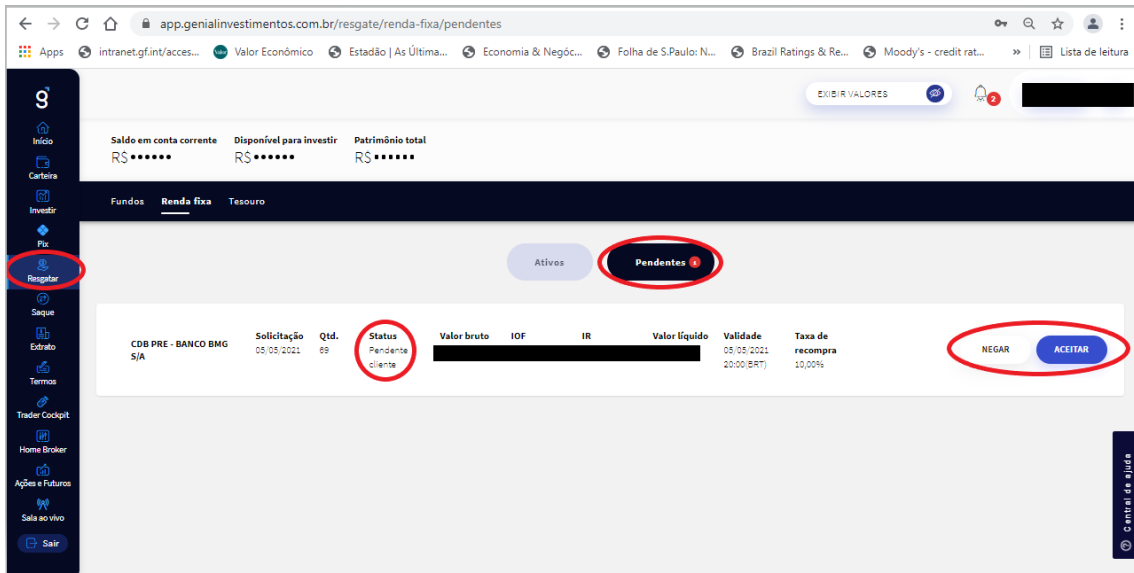 app.genialinvestimentos.com.br/resgate/renda-fixa/pendentes
Apps intranet.gf.int/acces... Valor Econômico Estadão | As Última... Economia & Negóc... Folha de S.Paulo: N... Brazil Ratings & Re... Moody's - credit rat... » Lista de leitura
g
EXIBIR VALORES 2
Início
Carteira
Investir
Pix
Resgatar
Saque
Extrato
Termos
Trader Cockpit
Home Broker
Ações e Futuros
Sala ao vivo
Sair
Saldo em conta corrente Disponível para investir Patrimônio total
R$ •••••• R$ •••••• R$ ••••••
Fundos Renda fixa Tesouro
Ativos Pendentes 1
CDB PRE - BANCO BMG S/A
Solicitação
05/05/2021
Qtd.
69
Status
Pendente
cliente
Valor bruto IOF IR Valor líquido
Validade
05/05/2021
20:00(BRT)
Taxa de
recompra
10,00%
NEGAR ACEITAR
Central de ajuda